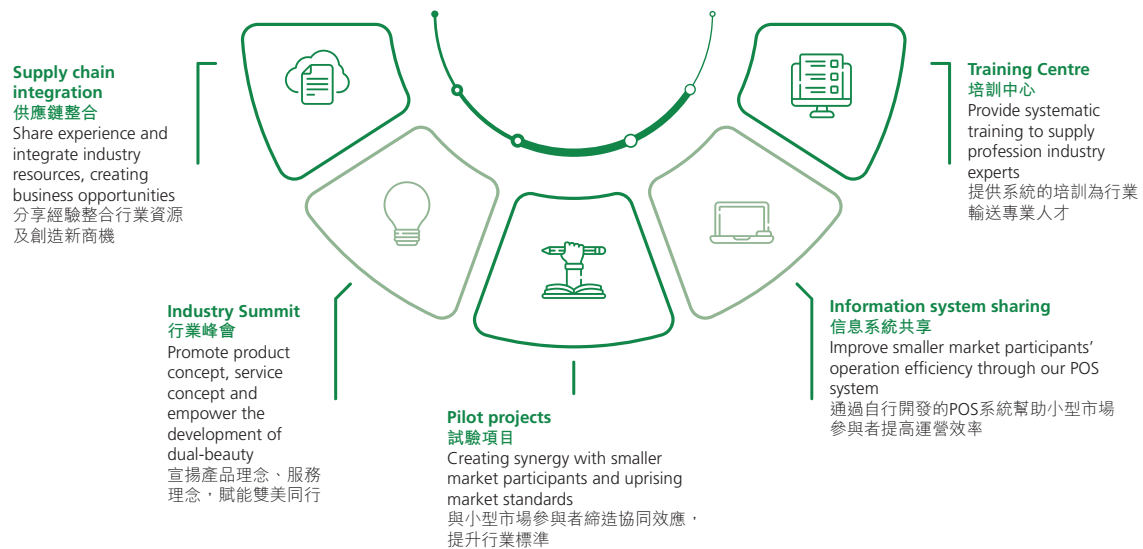 Supply chain
integration
供應鏈整合
Share experience and
integrate industry
resources, creating
business opportunities
分享經驗整合行業資源
及創造新商機
Industry Summit
行業峰會
Promote product
concept, service
concept and
empower the
development of
dual-beauty
宣揚產品理念、服務
理念，賦能雙美同行
Pilot projects
試驗項目
Creating synergy with smaller
market participants and uprising
market standards
與小型市場參與者締造協同效應，
提升行業標準
Information system sharing
信息系統共享
Improve smaller market participants’
operation efficiency through our POS
system
通過自行開發的POS系統幫助小型市場
參與者提高運營效率
Training Centre
培訓中心
Provide systematic
training to supply
profession industry
experts
提供系統的培訓為行業
輸送專業人才